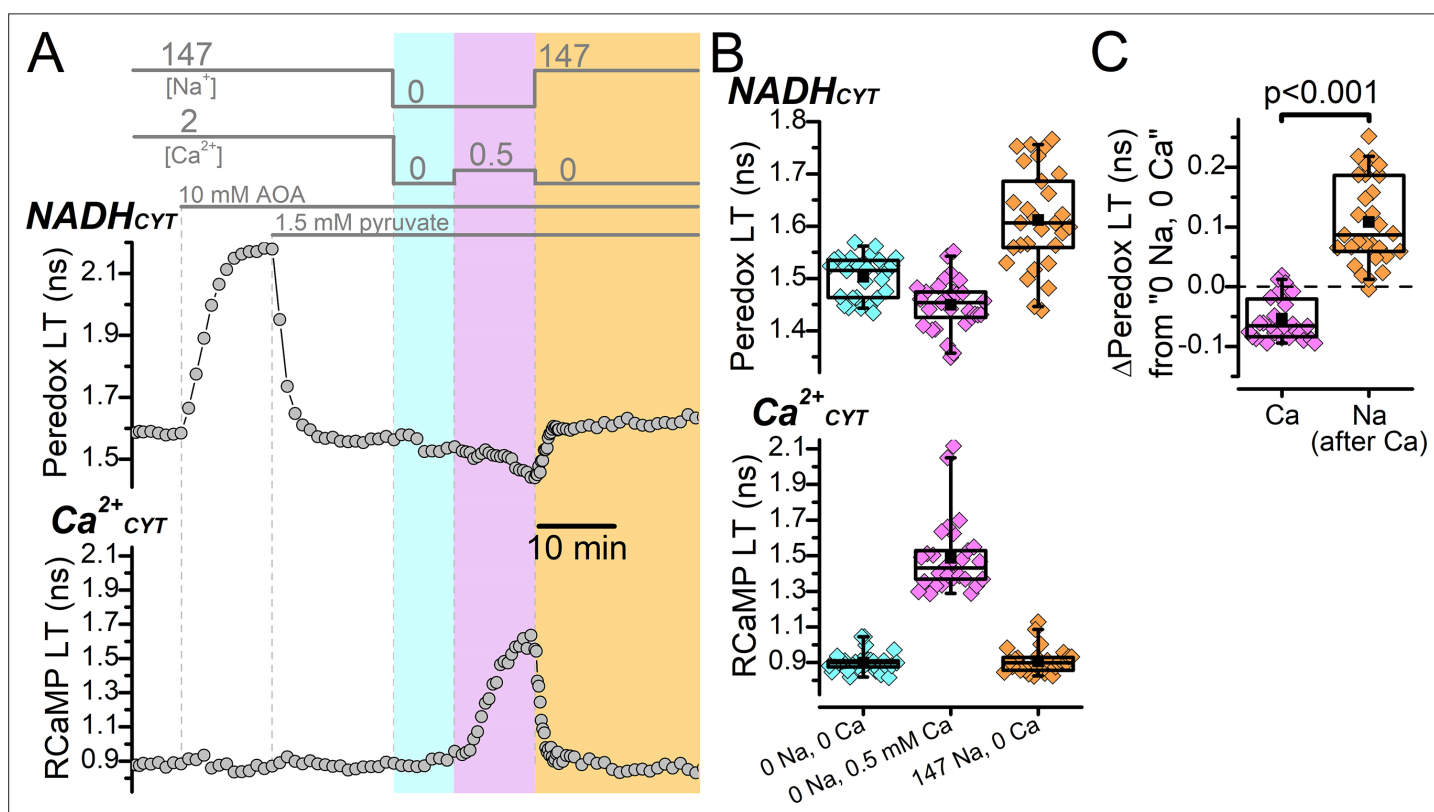 A
147
[Na+]
0
147
2
[Ca2+]
0
0.5
0
10 mM AOA
1.5 mM pyruvate
NADHCYT
Peredox LT (ns)
2.1
1.9
1.7
1.5
Ca2+CYT
10 min
RCaMP LT (ns)
2.1
1.9
1.7
1.5
1.3
1.1
0.9
B
NADHCYT
Peredox LT (ns)
1.8
1.7
1.6
1.5
1.4
Ca2+CYT
RCaMP LT (ns)
2.1
1.9
1.7
1.5
1.3
1.1
0.9
0 Na, 0 Ca
0 Na, 0.5 mM Ca
147 Na, 0 Ca
C
p<0.001
ΔPeredox LT (ns)
from "0 Na, 0 Ca"
0.2
0.1
0.0
-0.1
Ca
Na
(after Ca)